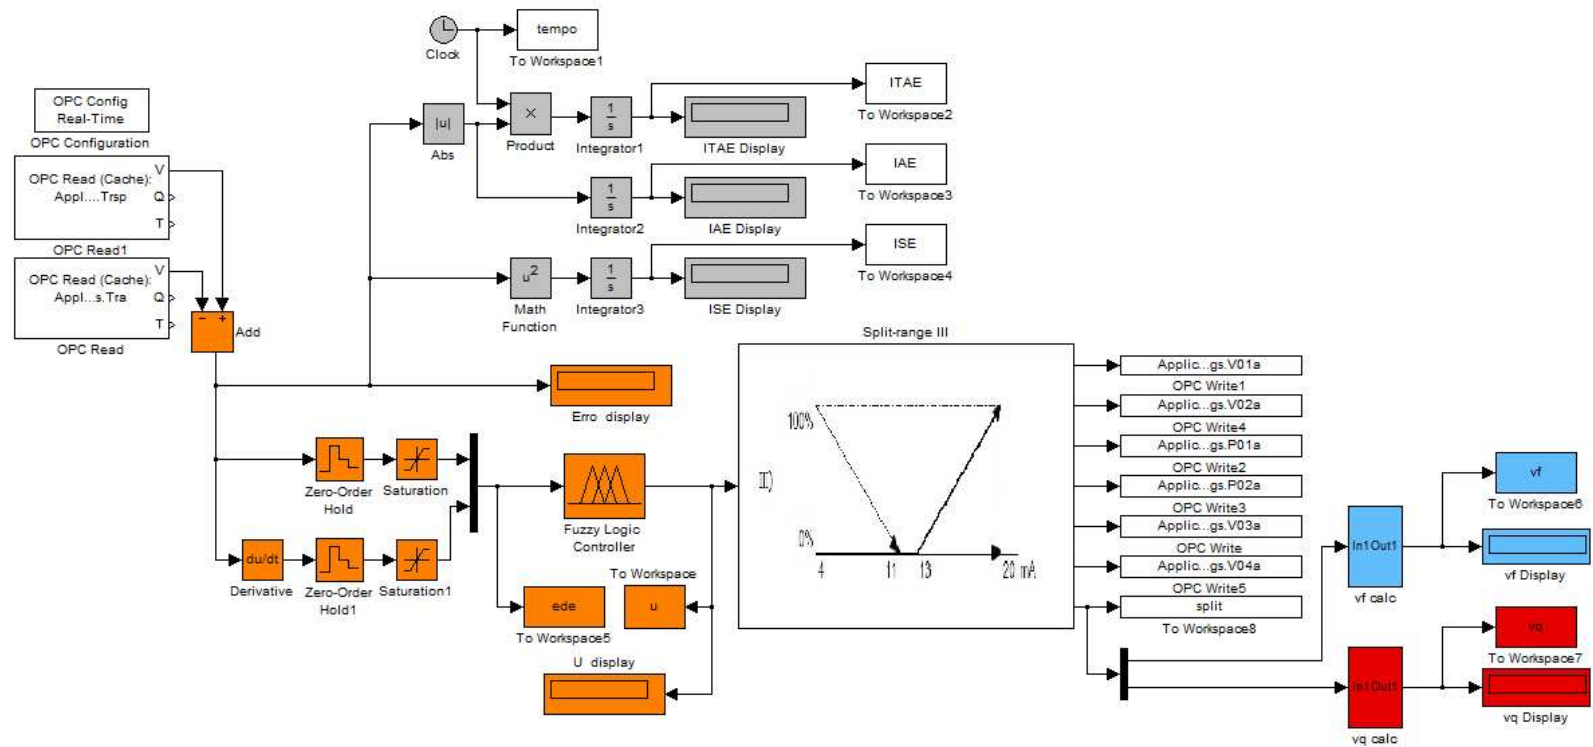 Clock
tempo
To Workspace1
OPC Config
Real-Time
OPC Configuration
OPC Read (Cache):
Appl....Trsp
V
Q
T
OPC Read1
OPC Read (Cache):
Appl...s.Tra
V
Q
T
OPC Read
− +
Add
|u|
Abs
×
Product
1
s
Integrator1
ITAE Display
ITAE
To Workspace2
1
s
Integrator2
IAE Display
IAE
To Workspace3
u2
Math
Function
1
s
Integrator3
ISE Display
ISE
To Workspace4
Erro display
Zero-Order
Hold
Saturation
du/dt
Derivative
Zero-Order
Hold1
Saturation1
Fuzzy Logic
Controller
ede
To Workspace5
To Workspace
u
U display
Split-range III
100%
0%
4
11
13
20 mA
Applic...gs.V01a
OPC Write1
Applic...gs.V02a
OPC Write4
Applic...gs.P01a
OPC Write2
Applic...gs.P02a
OPC Write3
Applic...gs.V03a
OPC Write
Applic...gs.V04a
OPC Write5
split
To Workspace8
In1Out1
vf calc
vf
To Workspace6
vf Display
In1Out1
vq calc
vq
To Workspace7
vq Display